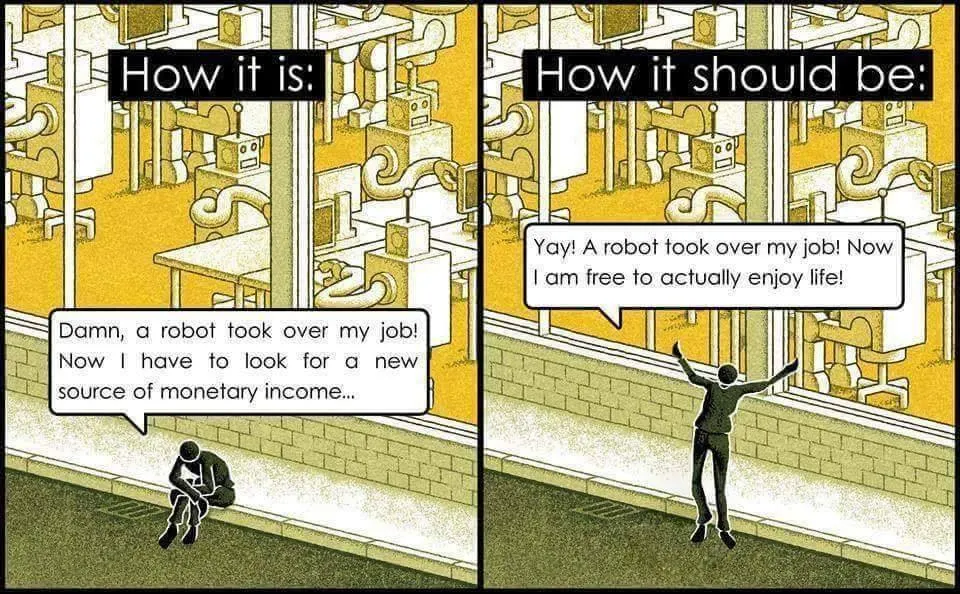 How it is:
Damn, a robot took over my job!
Now I have to look for a new
source of monetary income...
How it should be:
Yay! A robot took over my job! Now
I am free to actually enjoy life!